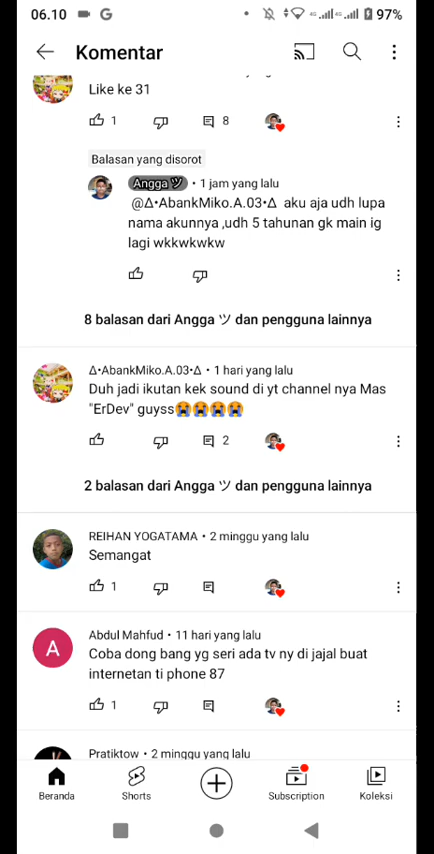 06.10 G 4G 4G 97%
Komentar
Like ke 31
1 8
Balasan yang disorot
Angga ツ • 1 jam yang lalu
@Δ•AbankMiko.A.03•Δ aku aja udh lupa
nama akunnya ,udh 5 tahunan gk main ig
lagi wkkwkwkw
8 balasan dari Angga ツ dan pengguna lainnya
Δ•AbankMiko.A.03•Δ • 1 hari yang lalu
Duh jadi ikutan kek sound di yt channel nya Mas
"ErDev" guyss😭😭😭😭
2
2 balasan dari Angga ツ dan pengguna lainnya
REIHAN YOGATAMA • 2 minggu yang lalu
Semangat
1
A
Abdul Mahfud • 11 hari yang lalu
Coba dong bang yg seri ada tv ny di jajal buat
internetan ti phone 87
1
Pratiktow • 2 minggu yang lalu
Beranda Shorts Subscription Koleksi